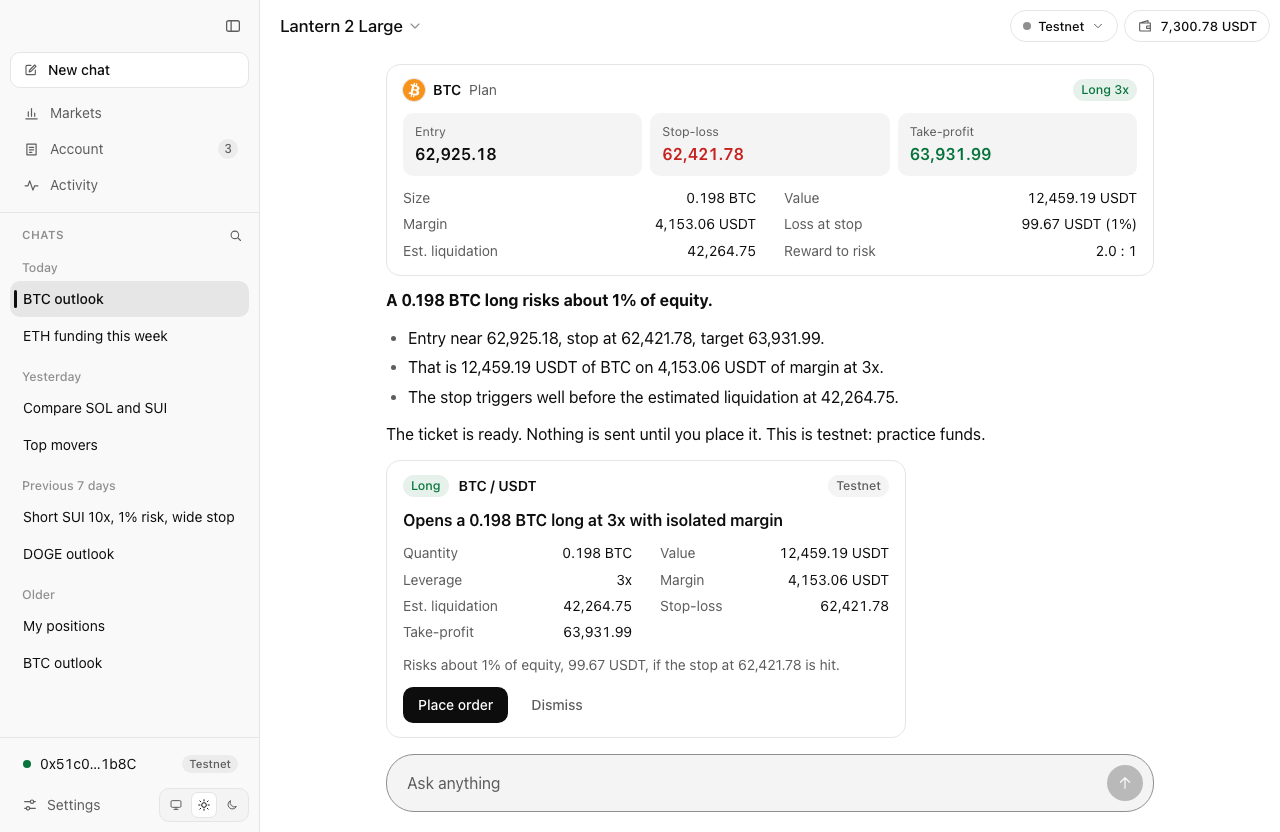 Lantern 2 Large
Testnet
7,300.78 USDT
New chat
Markets
Account 3
Activity
CHATS
Today
BTC outlook
ETH funding this week
Yesterday
Compare SOL and SUI
Top movers
Previous 7 days
Short SUI 10x, 1% risk, wide stop
DOGE outlook
Older
My positions
BTC outlook
0x51c0...1b8C Testnet
Settings
BTC Plan Long 3x
Entry Stop-loss Take-profit
62,925.18 62,421.78 63,931.99
Size 0.198 BTC Value 12,459.19 USDT
Margin 4,153.06 USDT Loss at stop 99.67 USDT (1%)
Est. liquidation 42,264.75 Reward to risk 2.0 : 1
A 0.198 BTC long risks about 1% of equity.
• Entry near 62,925.18, stop at 62,421.78, target 63,931.99.
• That is 12,459.19 USDT of BTC on 4,153.06 USDT of margin at 3x.
• The stop triggers well before the estimated liquidation at 42,264.75.
The ticket is ready. Nothing is sent until you place it. This is testnet: practice funds.
Long BTC / USDT Testnet
Opens a 0.198 BTC long at 3x with isolated margin
Quantity 0.198 BTC Value 12,459.19 USDT
Leverage 3x Margin 4,153.06 USDT
Est. liquidation 42,264.75 Stop-loss 62,421.78
Take-profit 63,931.99
Risks about 1% of equity, 99.67 USDT, if the stop at 62,421.78 is hit.
Place order Dismiss
Ask anything